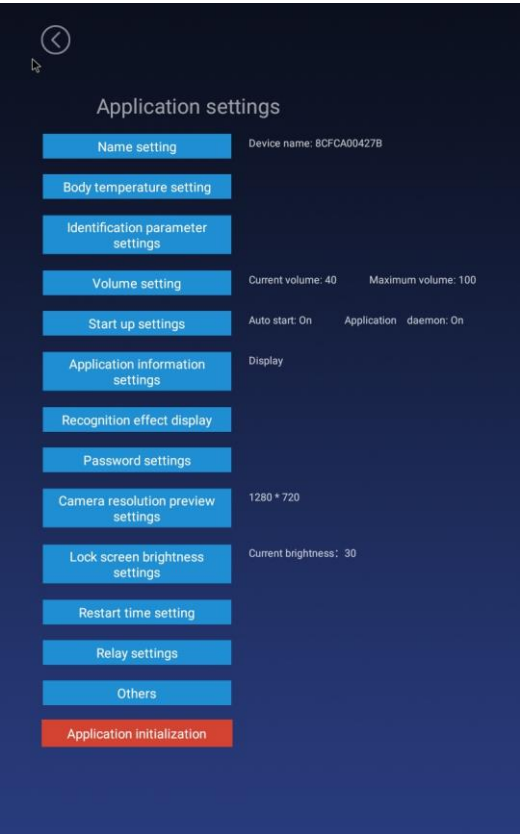 Application settings
Name setting
Device name: 8CFCA00427B
Body temperature setting
Identification parameter
settings
Volume setting
Current volume: 40 Maximum volume: 100
Start up settings
Auto start: On Application daemon: On
Application information
settings
Display
Recognition effect display
Password settings
Camera resolution preview
settings
1280 * 720
Lock screen brightness
settings
Current brightness：30
Restart time setting
Relay settings
Others
Application initialization